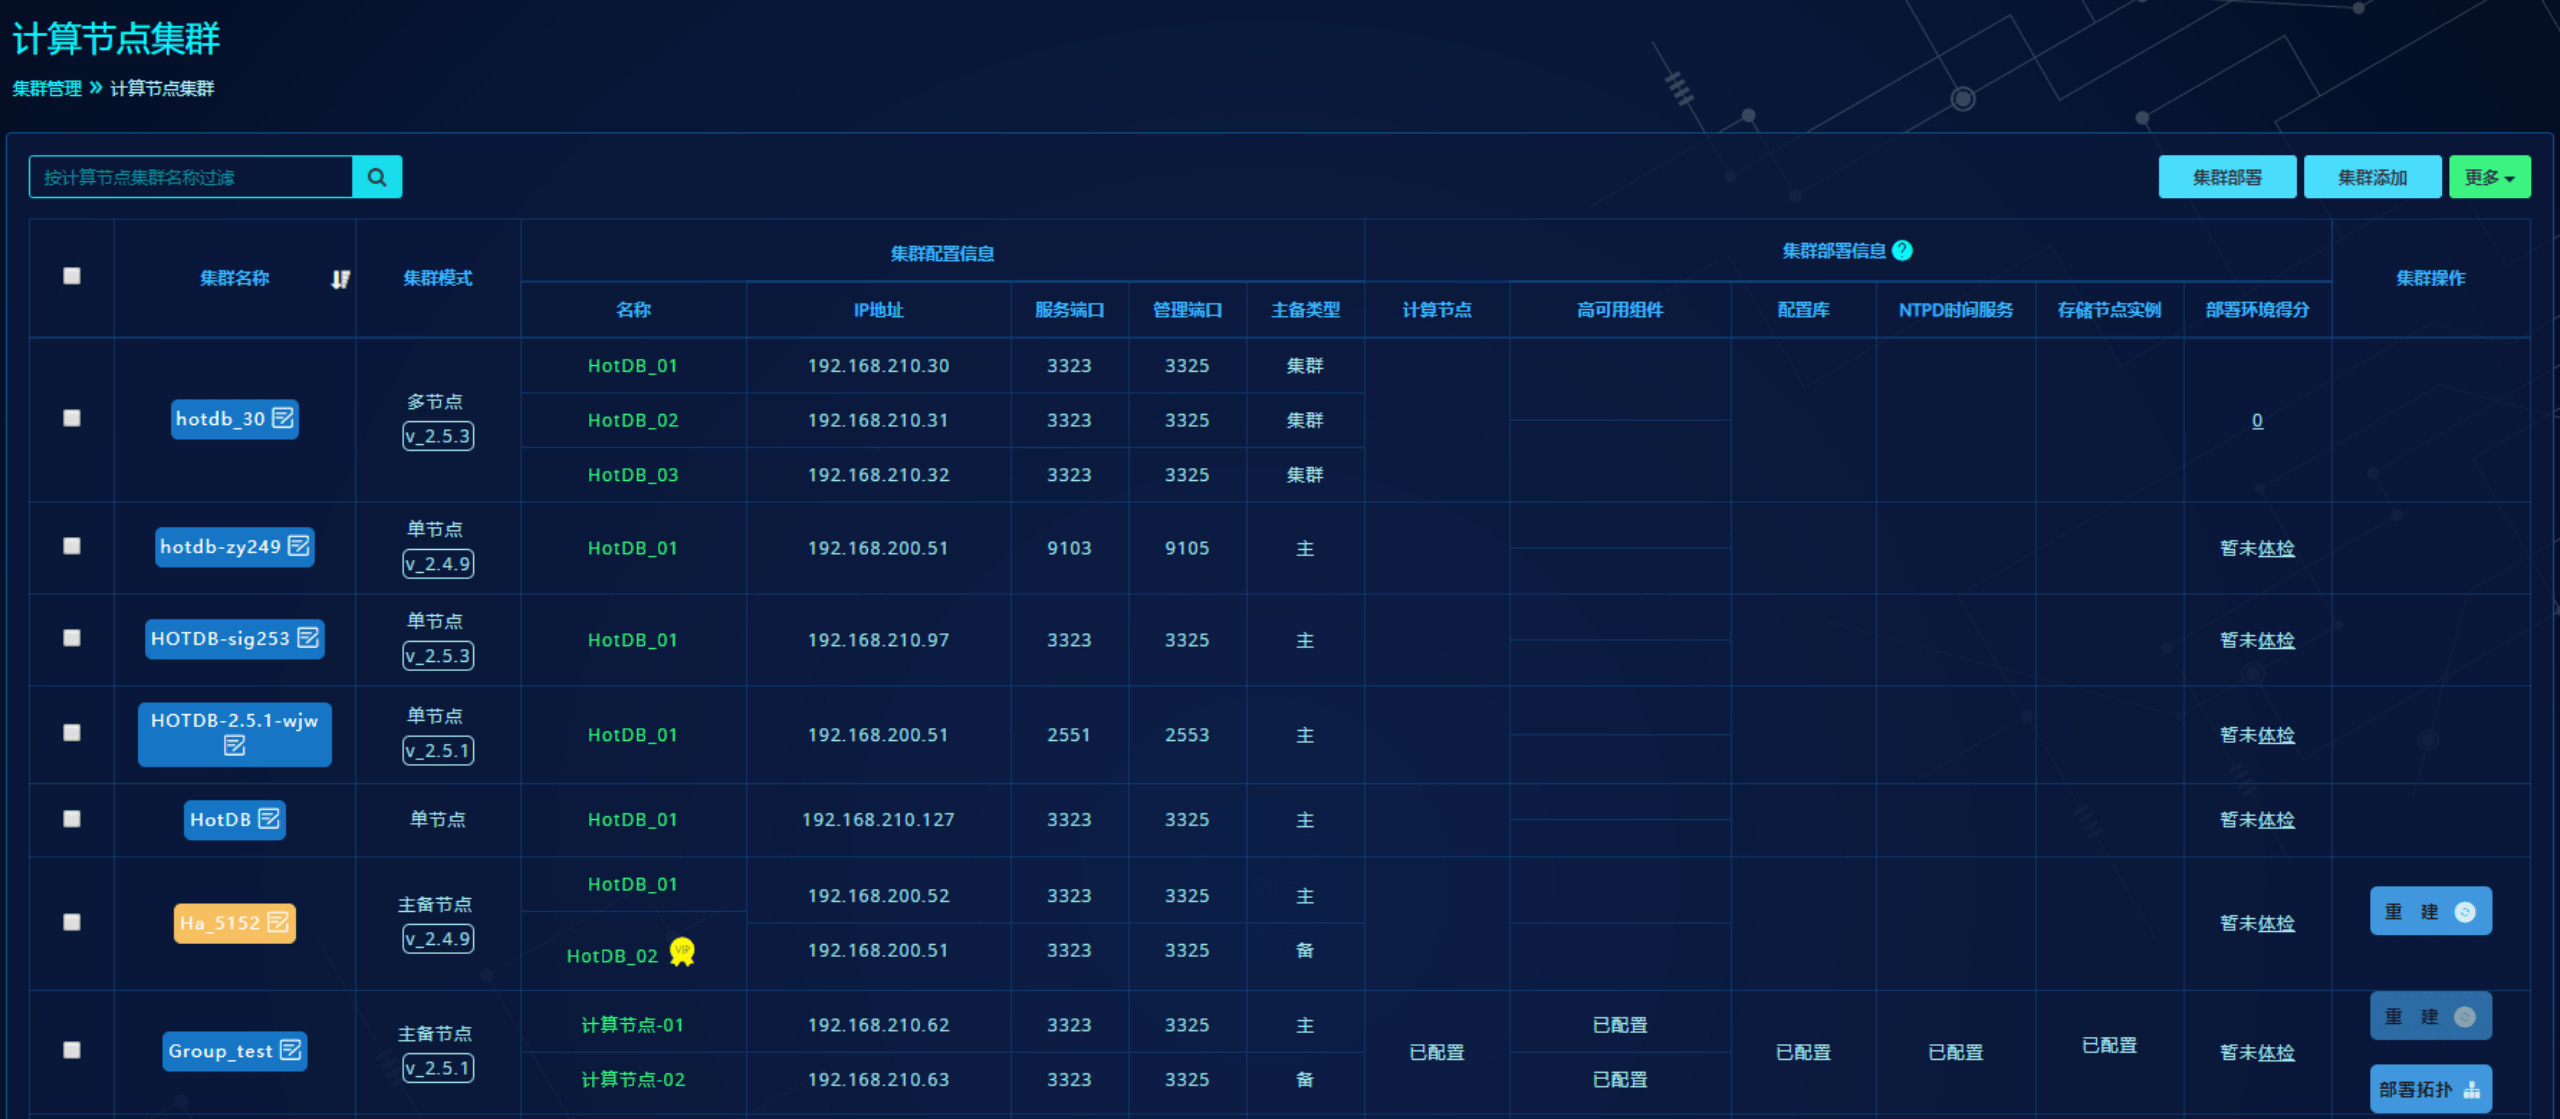 计算节点集群
集群管理 » 计算节点集群
按计算节点集群名称过滤
集群部署 集群添加 更多
集群名称 集群模式 集群配置信息 集群部署信息 ? 集群操作
名称 IP地址 服务端口 管理端口 主备类型 计算节点 高可用组件 配置库 NTPD时间服务 存储节点实例 部署环境得分
hotdb_30 多节点 v_2.5.3 0
HotDB_01 192.168.210.30 3323 3325 集群
HotDB_02 192.168.210.31 3323 3325 集群
HotDB_03 192.168.210.32 3323 3325 集群
hotdb-zy249 单节点 v_2.4.9 HotDB_01 192.168.200.51 9103 9105 主 暂未体检
HOTDB-sig253 单节点 v_2.5.3 HotDB_01 192.168.210.97 3323 3325 主 暂未体检
HOTDB-2.5.1-wjw 单节点 v_2.5.1 HotDB_01 192.168.200.51 2551 2553 主 暂未体检
HotDB 单节点 HotDB_01 192.168.210.127 3323 3325 主 暂未体检
Ha_5152 主备节点 v_2.4.9 暂未体检 重 建
HotDB_01 192.168.200.52 3323 3325 主
HotDB_02 VIP 192.168.200.51 3323 3325 备
Group_test 主备节点 v_2.5.1 已配置 已配置 已配置 已配置 暂未体检 重 建
计算节点-01 192.168.210.62 3323 3325 主 已配置
计算节点-02 192.168.210.63 3323 3325 备 已配置
部署拓扑